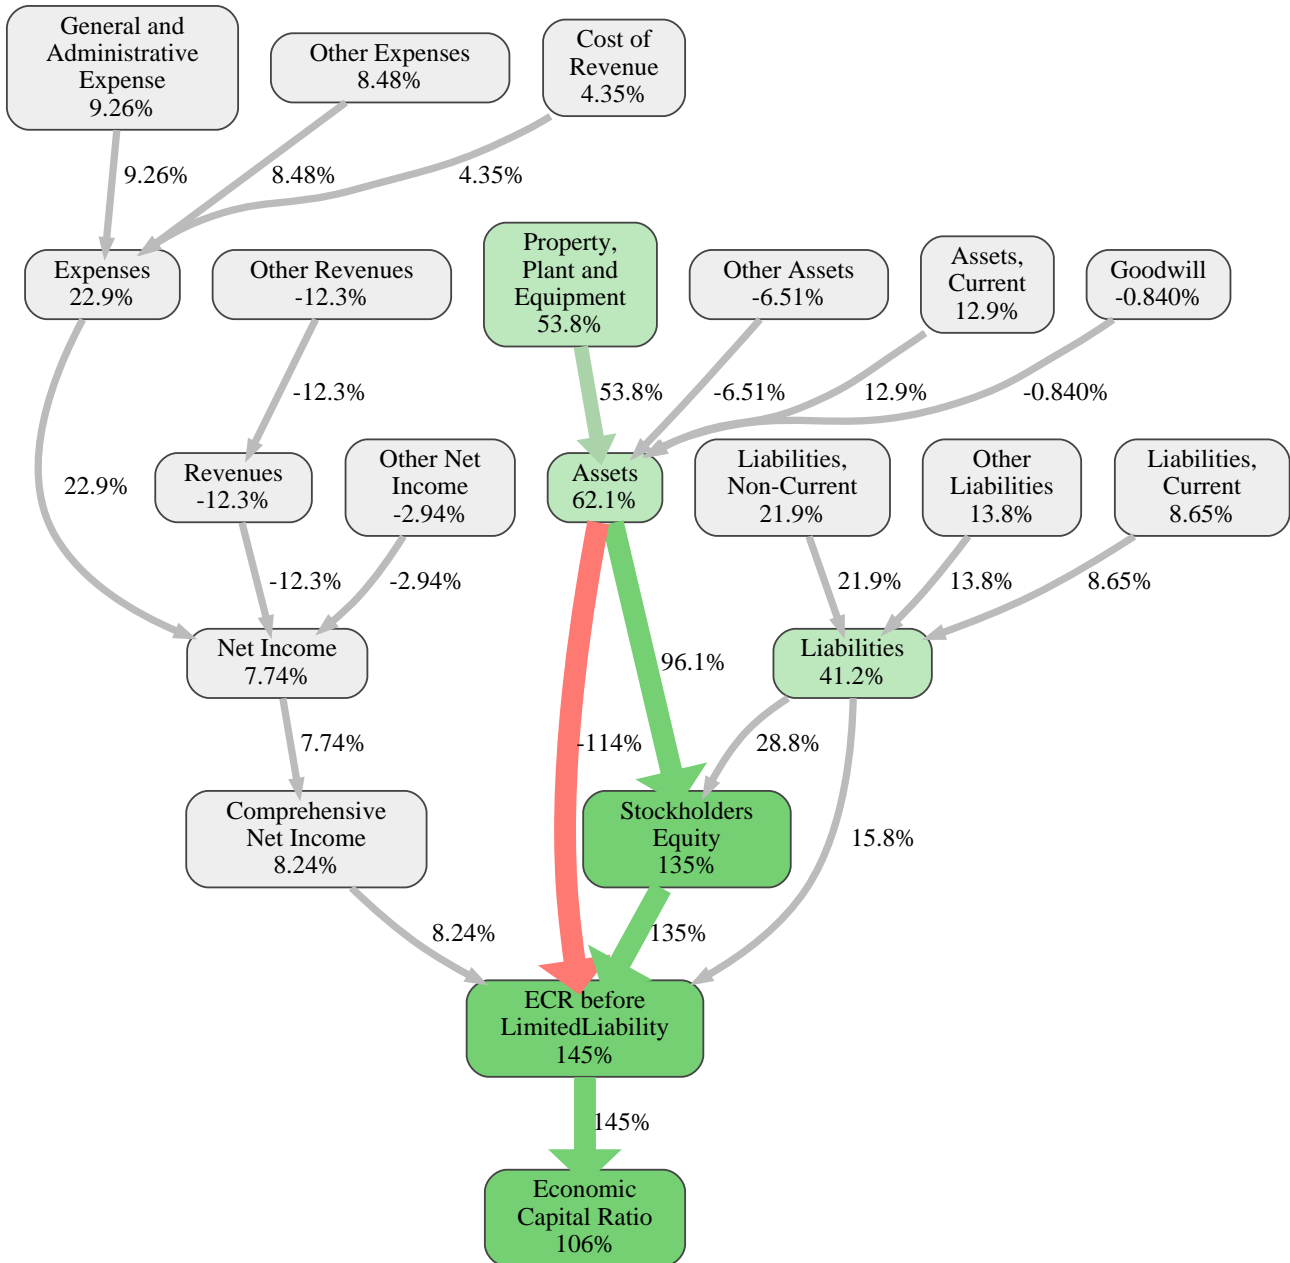 General and
Administrative
Expense
9.26%
Other Expenses
8.48%
Cost of
Revenue
4.35%
9.26%
8.48%
4.35%
Expenses
22.9%
Other Revenues
-12.3%
Property,
Plant and
Equipment
53.8%
Other Assets
-6.51%
Assets,
Current
12.9%
Goodwill
-0.840%
-12.3%
53.8%
-6.51%
12.9%
-0.840%
22.9%
Revenues
-12.3%
Other Net
Income
-2.94%
Assets
62.1%
Liabilities,
Non-Current
21.9%
Other
Liabilities
13.8%
Liabilities,
Current
8.65%
-12.3%
-2.94%
21.9%
13.8%
8.65%
Net Income
7.74%
96.1%
Liabilities
41.2%
7.74%
-114%
28.8%
Comprehensive
Net Income
8.24%
Stockholders
Equity
135%
15.8%
8.24%
135%
ECR before
LimitedLiability
145%
145%
Economic
Capital Ratio
106%